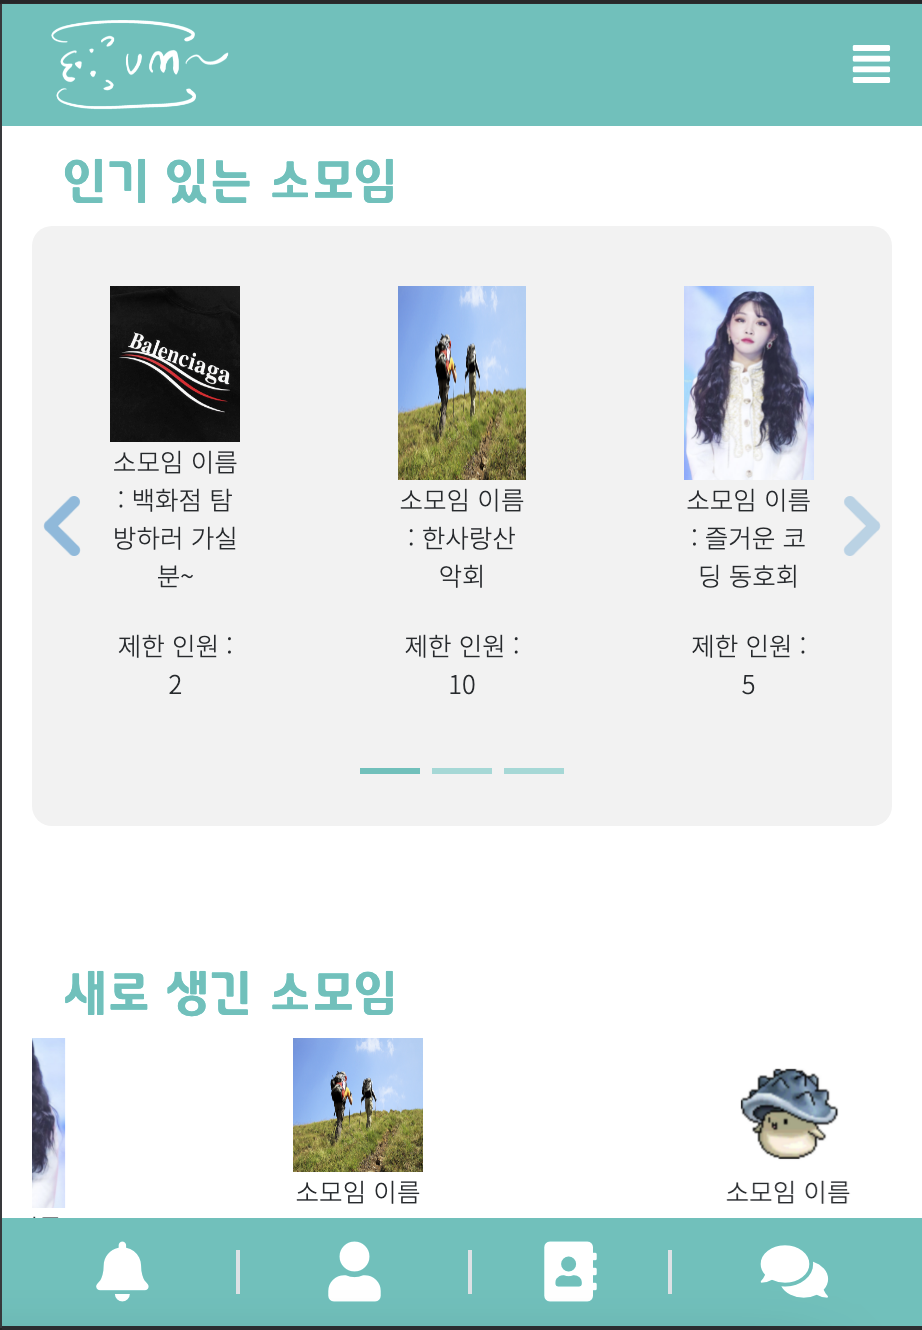 um~
인기 있는 소모임
Balenciaga
소모임 이름
: 백화점 탐
방하러 가실
분~
제한 인원 :
2
소모임 이름
: 한사랑산
악회
제한 인원 :
10
소모임 이름
: 즐거운 코
딩 동호회
제한 인원 :
5
새로 생긴 소모임
소모임 이름
소모임 이름